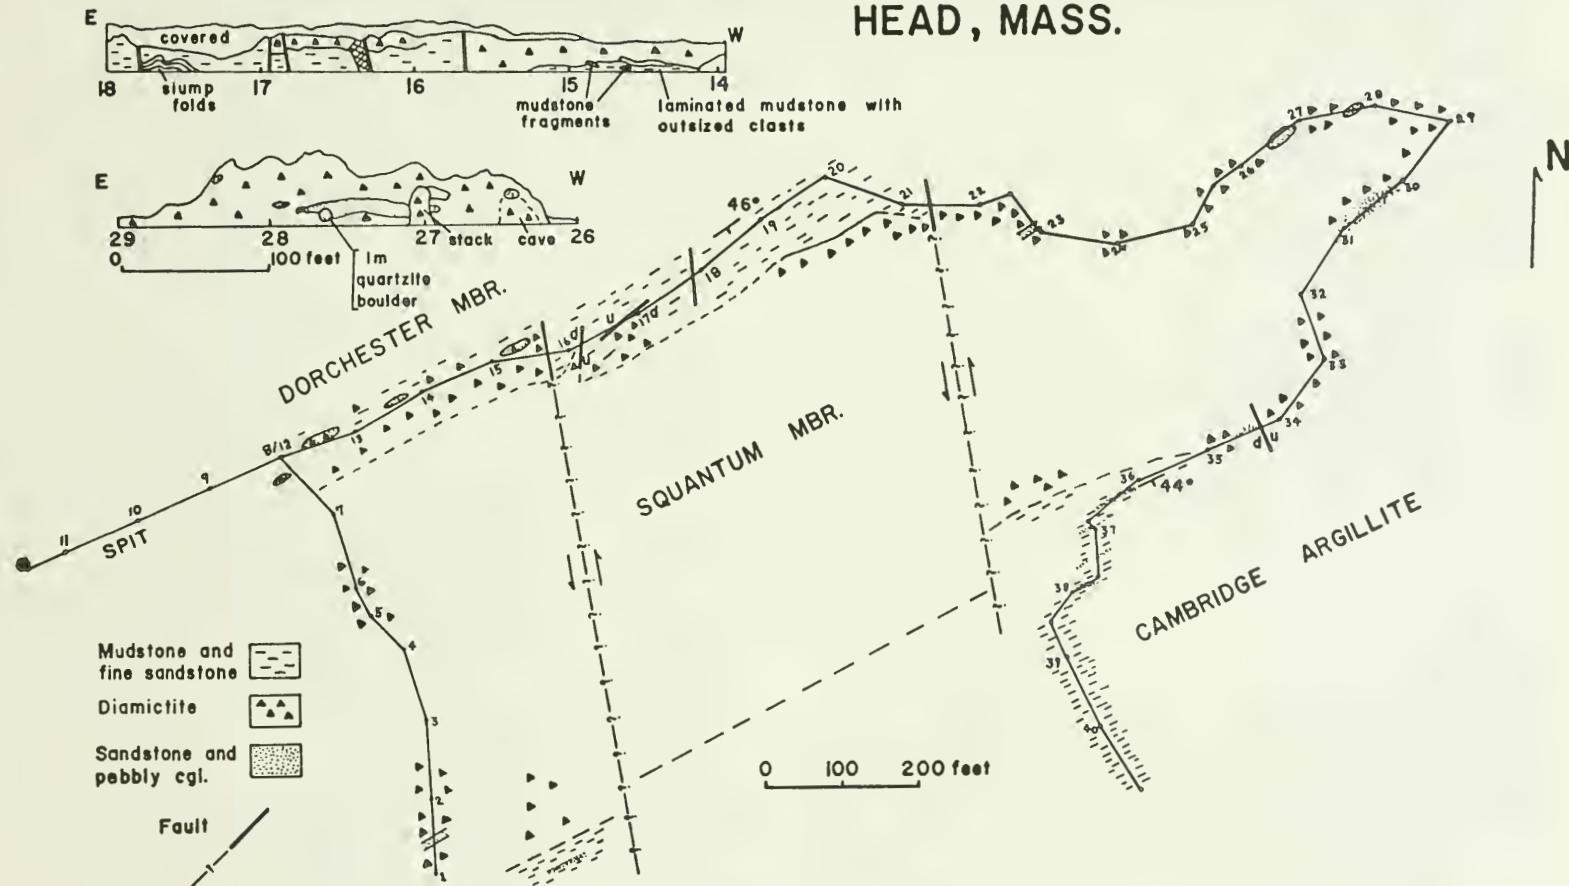 HEAD, MASS.
E
W
covered
18
17
16
15
14
slump
folds
mudstone
fragments
laminated mudstone with
outsized clasts
E
W
29
28
27
26
stack
cave
0
100 feet
1m
quartzite
boulder
N
DORCHESTER MBR.
SQUANTUM MBR.
CAMBRIDGE ARGILLITE
SPIT
46°
44°
20
21
22
23
24
25
26
27
28
29
30
31
32
33
34
35
36
37
38
39
40
19
18
17
d
u
16
d
U
15
14
13
8/12
9
10
11
7
6
5
4
3
2
1
d
u
Mudstone and
fine sandstone
Diamictite
Sandstone and
pebbly cgl.
Fault
0
100
200 feet